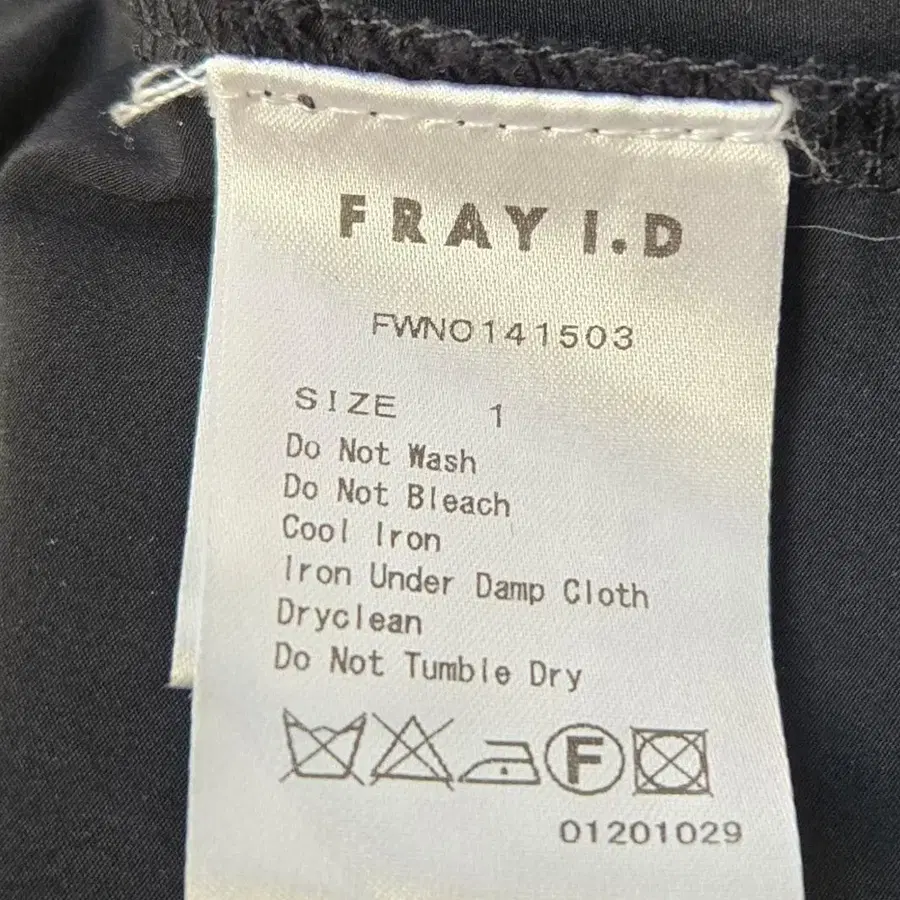 FRAY I.D
FWNO141503
SIZE 1
Do Not Wash
Do Not Bleach
Cool Iron
Iron Under Damp Cloth
Dryclean
Do Not Tumble Dry
F
01201029